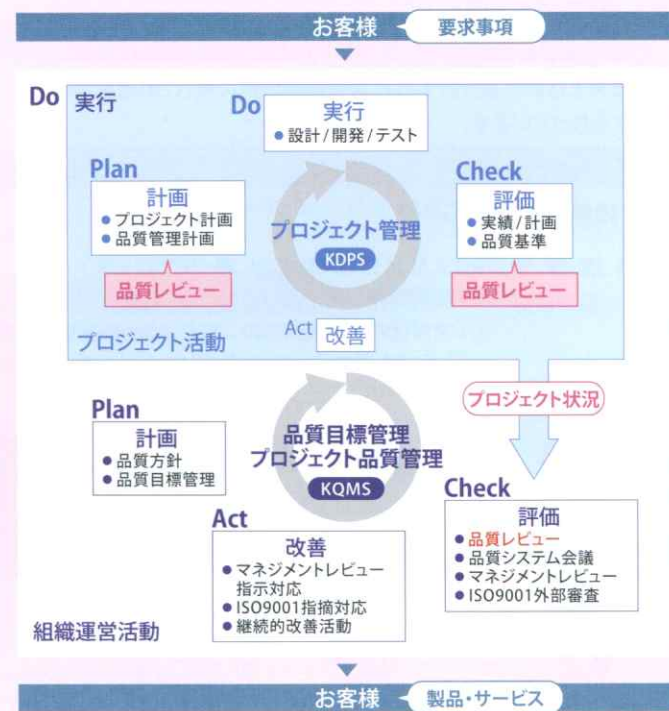 お客様 要求事項
Do 実行
Do
実行
● 設計/開発/テスト
Plan
計画
● プロジェクト計画
● 品質管理計画
品質レビュー
Check
評価
● 実績/計画
● 品質基準
品質レビュー
プロジェクト管理
KDPS
Act 改善
プロジェクト活動
プロジェクト状況
Plan
計画
● 品質方針
● 品質目標管理
品質目標管理
プロジェクト品質管理
KQMS
Check
評価
● 品質レビュー
● 品質システム会議
● マネジメントレビュー
● ISO9001外部審査
Act
改善
● マネジメントレビュー
指示対応
● ISO9001指摘対応
● 継続的改善活動
組織運営活動
お客様 製品・サービス